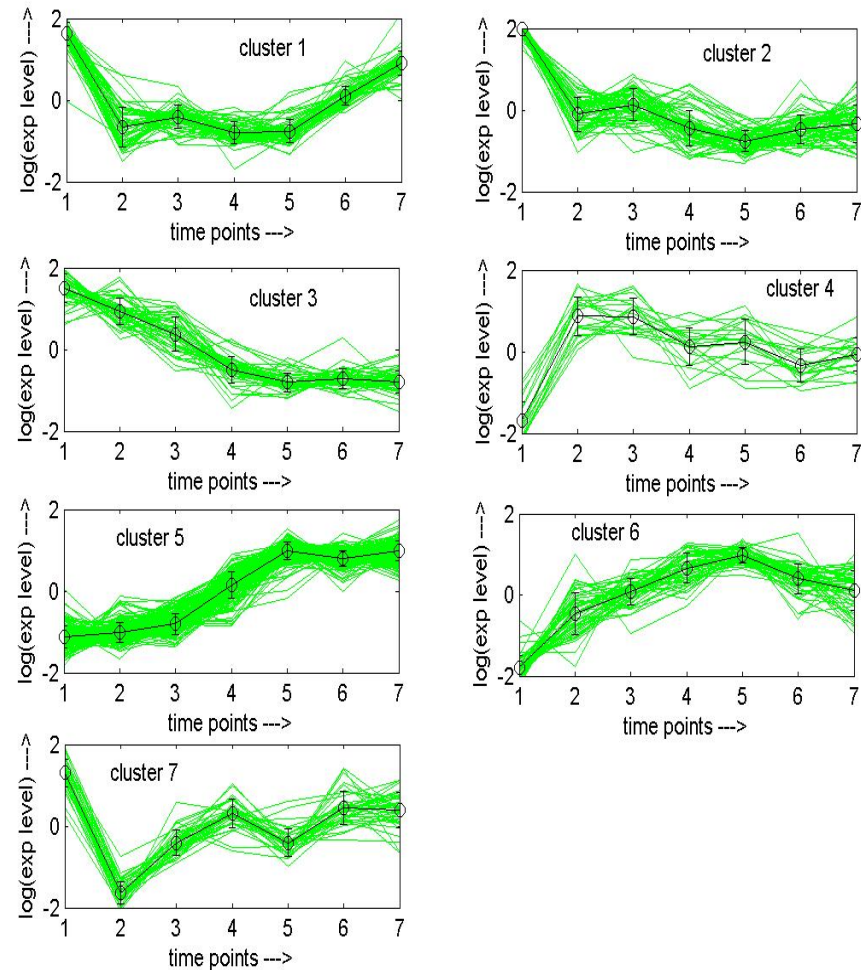 2
cluster 1
0
-2
log(exp level) --->
1 2 3 4 5 6 7
time points --->
2
cluster 2
0
-2
log(exp level) --->
1 2 3 4 5 6 7
time points --->
2
cluster 3
0
-2
log(exp level) --->
1 2 3 4 5 6 7
time points --->
2
cluster 4
0
-2
log(exp level) --->
1 2 3 4 5 6 7
time points --->
2
cluster 5
0
-2
log(exp level) --->
1 2 3 4 5 6 7
time points --->
2
cluster 6
0
-2
log(exp level) --->
1 2 3 4 5 6 7
time points --->
2
cluster 7
0
-2
log(exp level) --->
1 2 3 4 5 6 7
time points --->